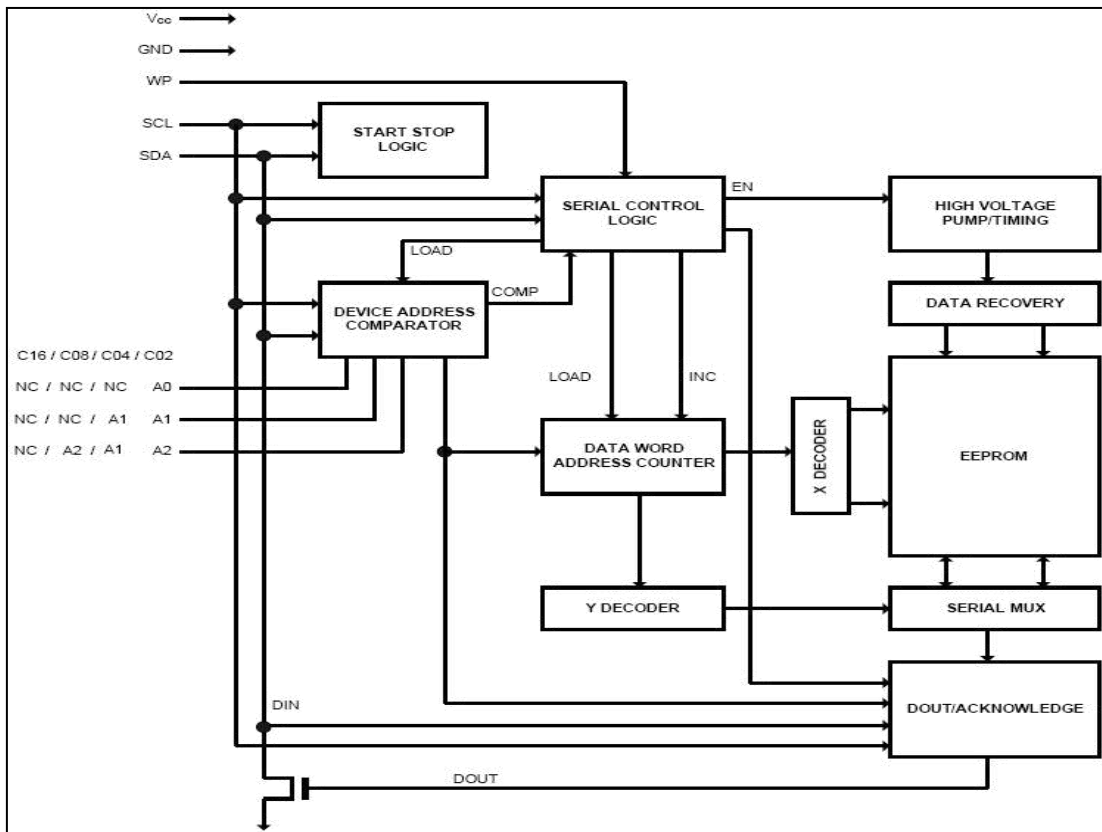 Vcc
GND
WP
SCL
SDA
START STOP
LOGIC
SERIAL CONTROL
LOGIC
EN
HIGH VOLTAGE
PUMP/TIMING
LOAD
COMP
DEVICE ADDRESS
COMPARATOR
DATA RECOVERY
C16 / C08 / C04 / C02
NC / NC / NC A0
NC / NC / A1 A1
NC / A2 / A1 A2
LOAD
INC
DATA WORD
ADDRESS COUNTER
X DECODER
EEPROM
Y DECODER
SERIAL MUX
DIN
DOUT/ACKNOWLEDGE
DOUT